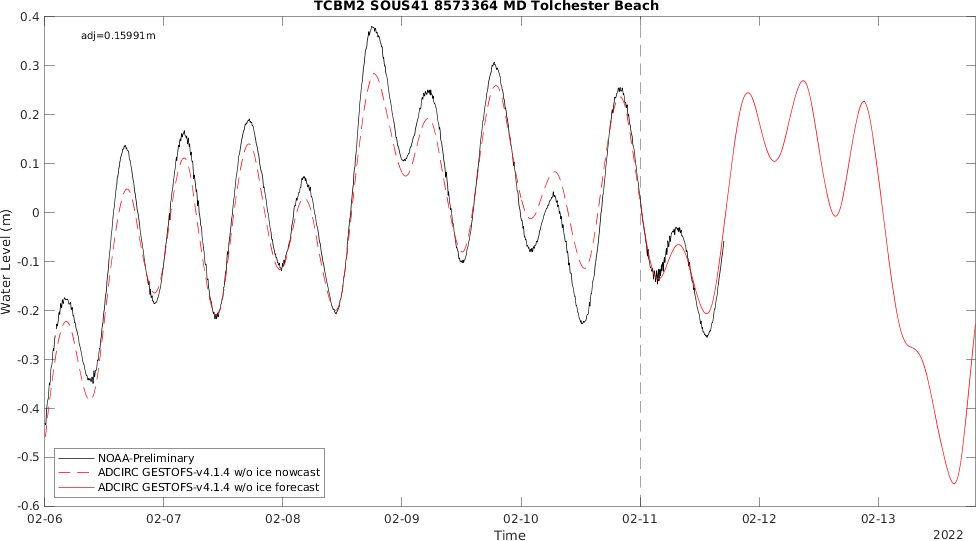 TCBM2 SOUS41 8573364 MD Tolchester Beach
adj=0.15991m
0.4
0.3
0.2
0.1
0
-0.1
-0.2
-0.3
-0.4
-0.5
-0.6
Water Level (m)
NOAA-Preliminary
ADCIRC GESTOFS-v4.1.4 w/o ice nowcast
ADCIRC GESTOFS-v4.1.4 w/o ice forecast
02-06 02-07 02-08 02-09 02-10 02-11 02-12 02-13
Time
2022